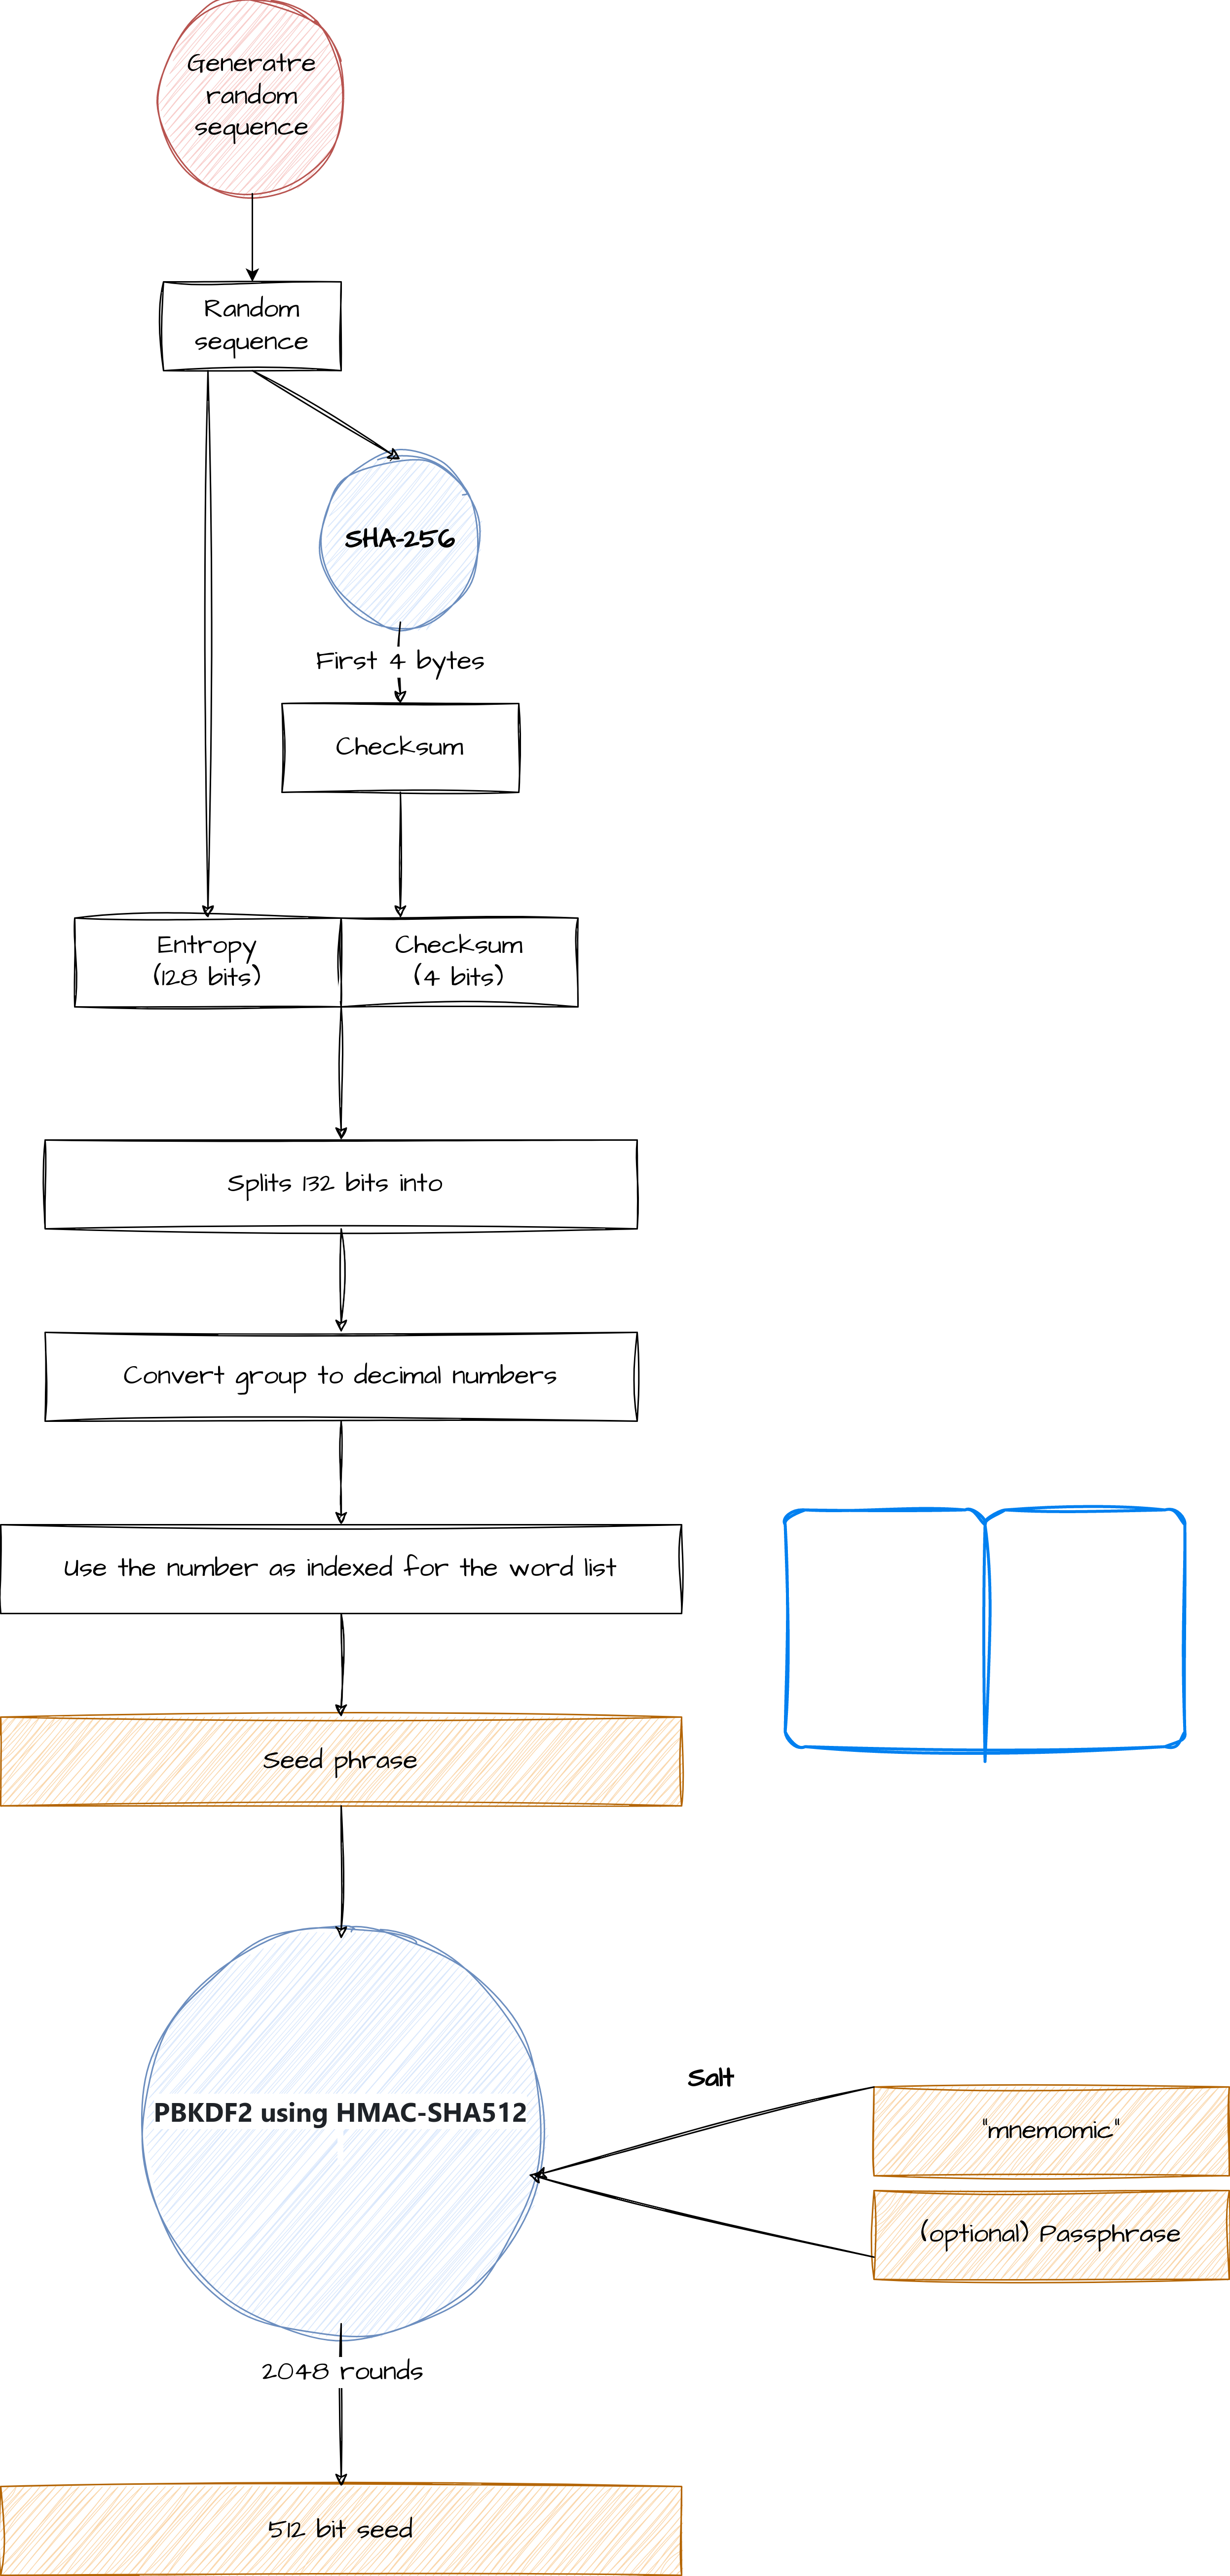 Generatre
random
sequence
Random
sequence
SHA-256
First 4 bytes
Checksum
Entropy
(128 bits)
Checksum
(4 bits)
Splits 132 bits into
Convert group to decimal numbers
Use the number as indexed for the word list
Seed phrase
PBKDF2 using HMAC-SHA512
Salt
"mnemomic"
(optional) Passphrase
2048 rounds
512 bit seed